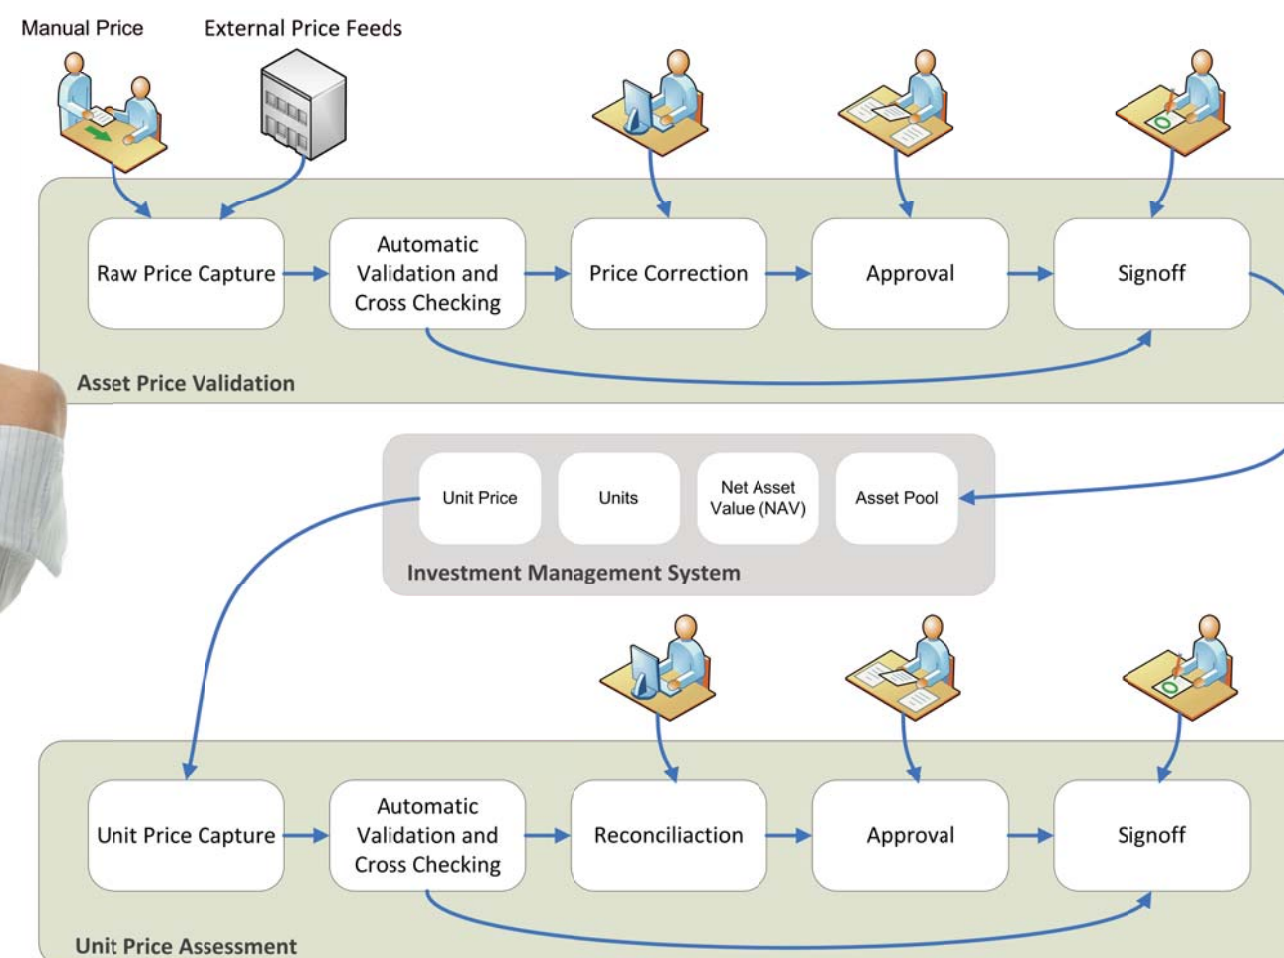 Manual Price
External Price Feeds
Raw Price Capture
Automatic
Validation and
Cross Checking
Price Correction
Approval
Signoff
Asset Price Validation
Unit Price
Units
Net Asset
Value (NAV)
Asset Pool
Investment Management System
Unit Price Capture
Automatic
Validation and
Cross Checking
Reconciliaction
Approval
Signoff
Unit Price Assessment